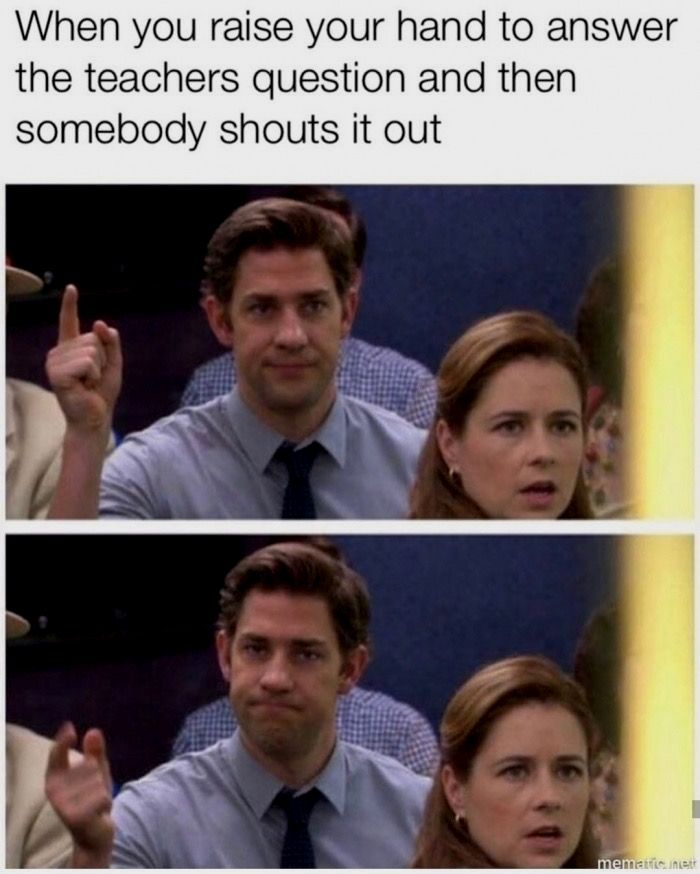 When you raise your hand to answer
the teachers question and then
somebody shouts it out
mematic.net